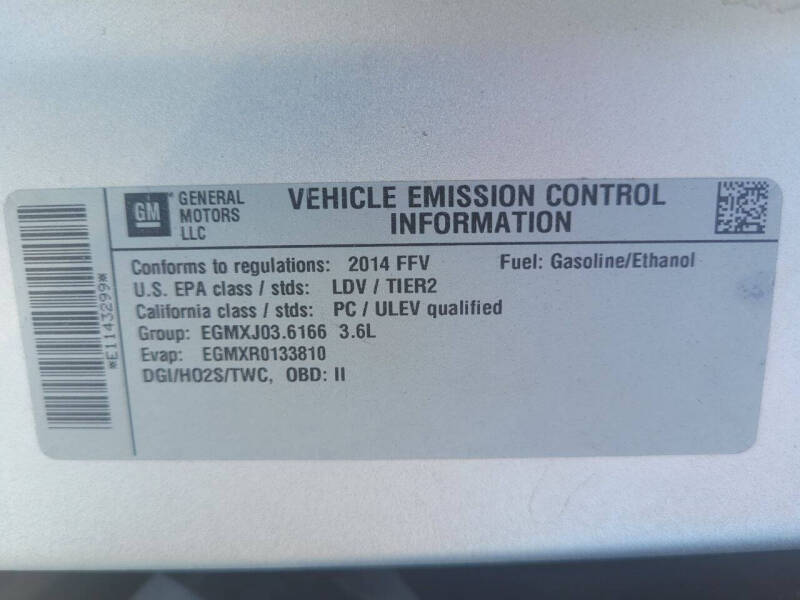 *E1143299*
GM
GENERAL
MOTORS
LLC
VEHICLE EMISSION CONTROL
INFORMATION
Conforms to regulations: 2014 FFV Fuel: Gasoline/Ethanol
U.S. EPA class / stds: LDV / TIER2
California class / stds: PC / ULEV qualified
Group: EGMXJ03.6166 3.6L
Evap: EGMXR0133810
DGI/HO2S/TWC, OBD: II